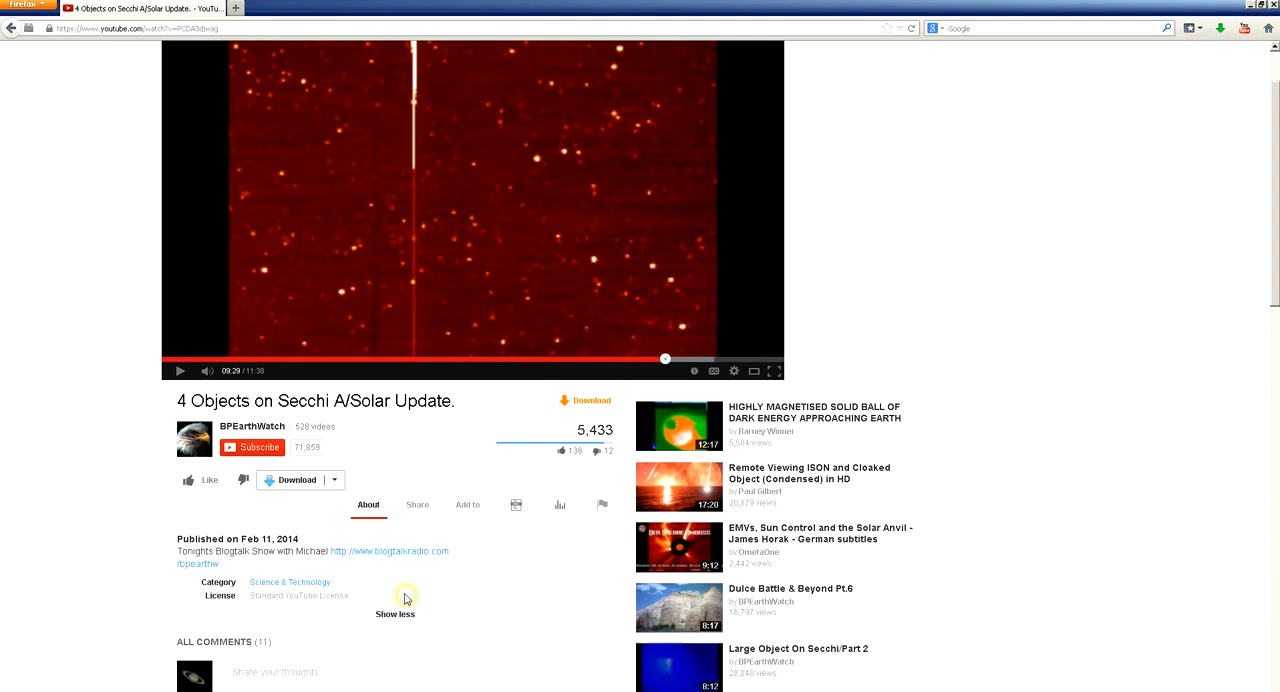 Firefox
4 Objects on Secchi A/Solar Update. - YouTu...
https://www.youtube.com/watch?v=PCDA3djwjig
Google
09:29 / 11:38
4 Objects on Secchi A/Solar Update.
Download
BPEarthWatch · 528 videos
Subscribe 71,859
5,433
136 12
Like Download
About Share Add to
Published on Feb 11, 2014
Tonights Blogtalk Show with Michael http://www.blogtalkradio.com
/bpearthw...
Category Science & Technology
License Standard YouTube License
Show less
ALL COMMENTS (11)
Share your thoughts
HIGHLY MAGNETISED SOLID BALL OF
DARK ENERGY APPROACHING EARTH
by Barney Winner
5,504 views
12:17
Remote Viewing ISON and Cloaked
Object (Condensed) in HD
by Paul Gilbert
20,879 views
17:20
EMVs, Sun Control and the Solar Anvil -
James Horak - German subtitles
by OmetaOne
2,442 views
9:12
Dulce Battle & Beyond Pt.6
by BPEarthWatch
16,797 views
8:17
Large Object On Secchi/Part 2
by BPEarthWatch
28,048 views
8:12